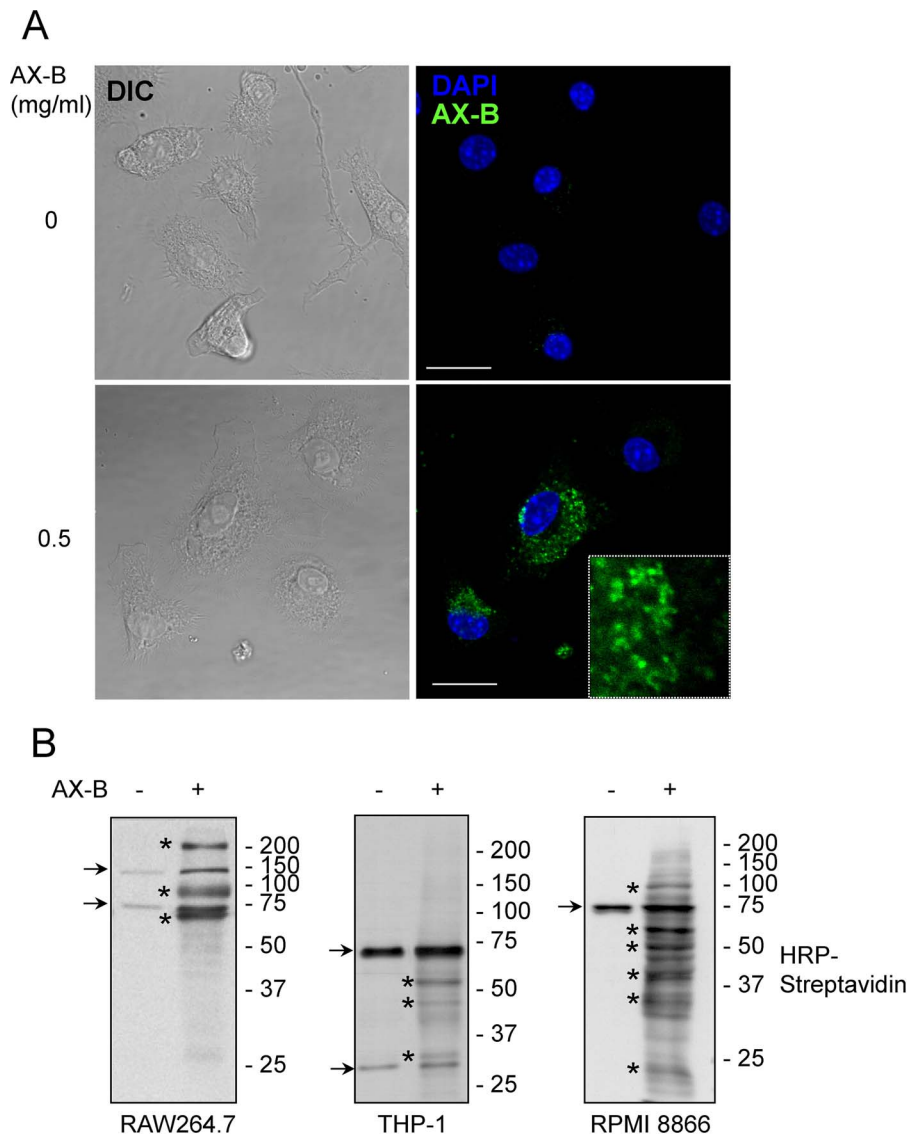 A
AX-B
(mg/ml)
DIC
DAPI
AX-B
0
0.5
B
AX-B - + - + - +
* - 200
→ - 150
* - 100
→ - 75
*
- 50
- 37
- 25
RAW264.7
- 200
- 150
- 100
→ - 75
* - 50
*
- 37
*
→
- 25
THP-1
- 200
- 150
* - 100
→ - 75
*
* - 50
* - 37
*
* - 25
RPMI 8866
HRP-
Streptavidin